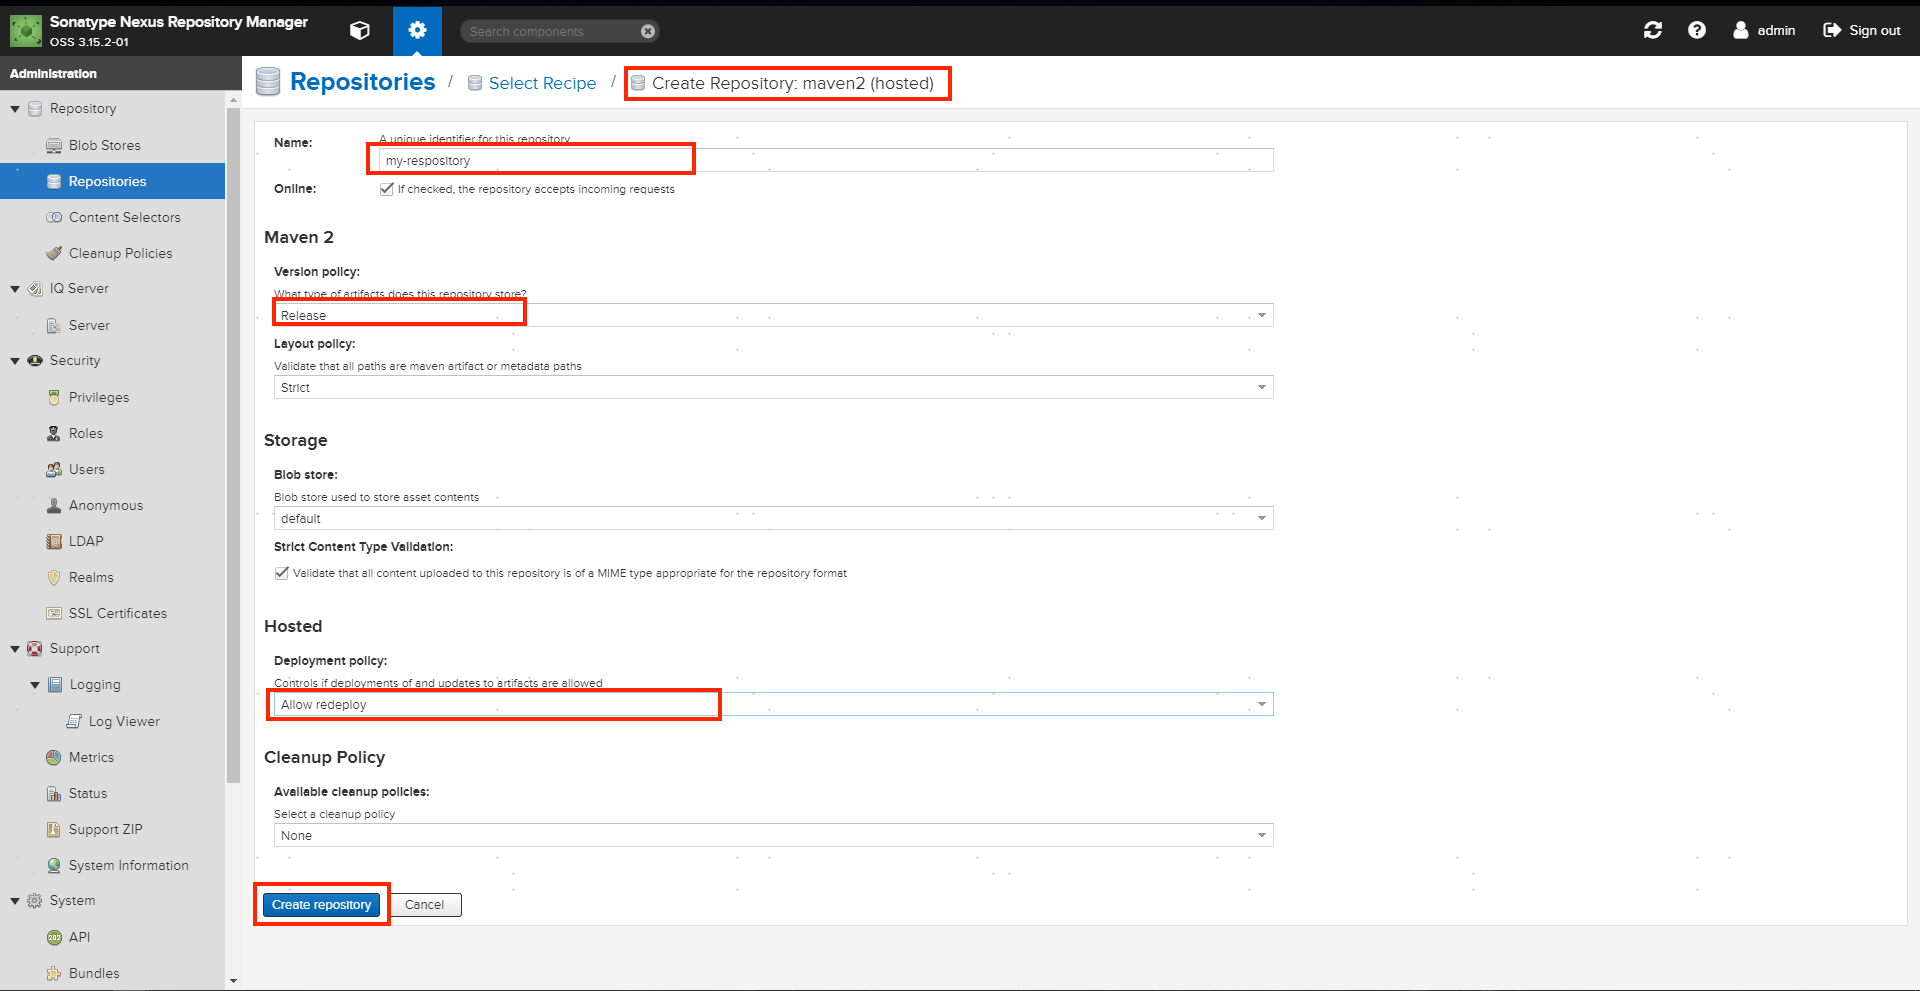 Sonatype Nexus Repository Manager
OSS 3.15.2-01
Search components
admin
Sign out
Administration
Repository
Blob Stores
Repositories
Content Selectors
Cleanup Policies
IQ Server
Server
Security
Privileges
Roles
Users
Anonymous
LDAP
Realms
SSL Certificates
Support
Logging
Log Viewer
Metrics
Status
Support ZIP
System Information
System
API
Bundles
Repositories / Select Recipe / Create Repository: maven2 (hosted)
Name:
A unique identifier for this repository
my-respository
Online:
If checked, the repository accepts incoming requests
Maven 2
Version policy:
What type of artifacts does this repository store?
Release
Layout policy:
Validate that all paths are maven artifact or metadata paths
Strict
Storage
Blob store:
Blob store used to store asset contents
default
Strict Content Type Validation:
Validate that all content uploaded to this repository is of a MIME type appropriate for the repository format
Hosted
Deployment policy:
Controls if deployments of and updates to artifacts are allowed
Allow redeploy
Cleanup Policy
Available cleanup policies:
Select a cleanup policy
None
Create repository
Cancel